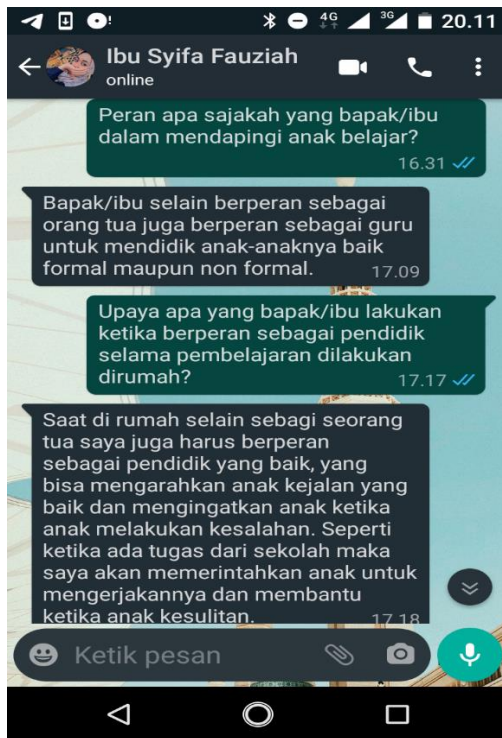 4G 3G 20.11
Ibu Syifa Fauziah
online
Peran apa sajakah yang bapak/ibu
dalam mendapingi anak belajar?
16.31
Bapak/ibu selain berperan sebagai
orang tua juga berperan sebagai guru
untuk mendidik anak-anaknya baik
formal maupun non formal. 17.09
Upaya apa yang bapak/ibu lakukan
ketika berperan sebagai pendidik
selama pembelajaran dilakukan
dirumah? 17.17
Saat di rumah selain sebagi seorang
tua saya juga harus berperan
sebagai pendidik yang baik, yang
bisa mengarahkan anak kejalan yang
baik dan mengingatkan anak ketika
anak melakukan kesalahan. Seperti
ketika ada tugas dari sekolah maka
saya akan memerintahkan anak untuk
mengerjakannya dan membantu
ketika anak kesulitan. 17.18
Ketik pesan